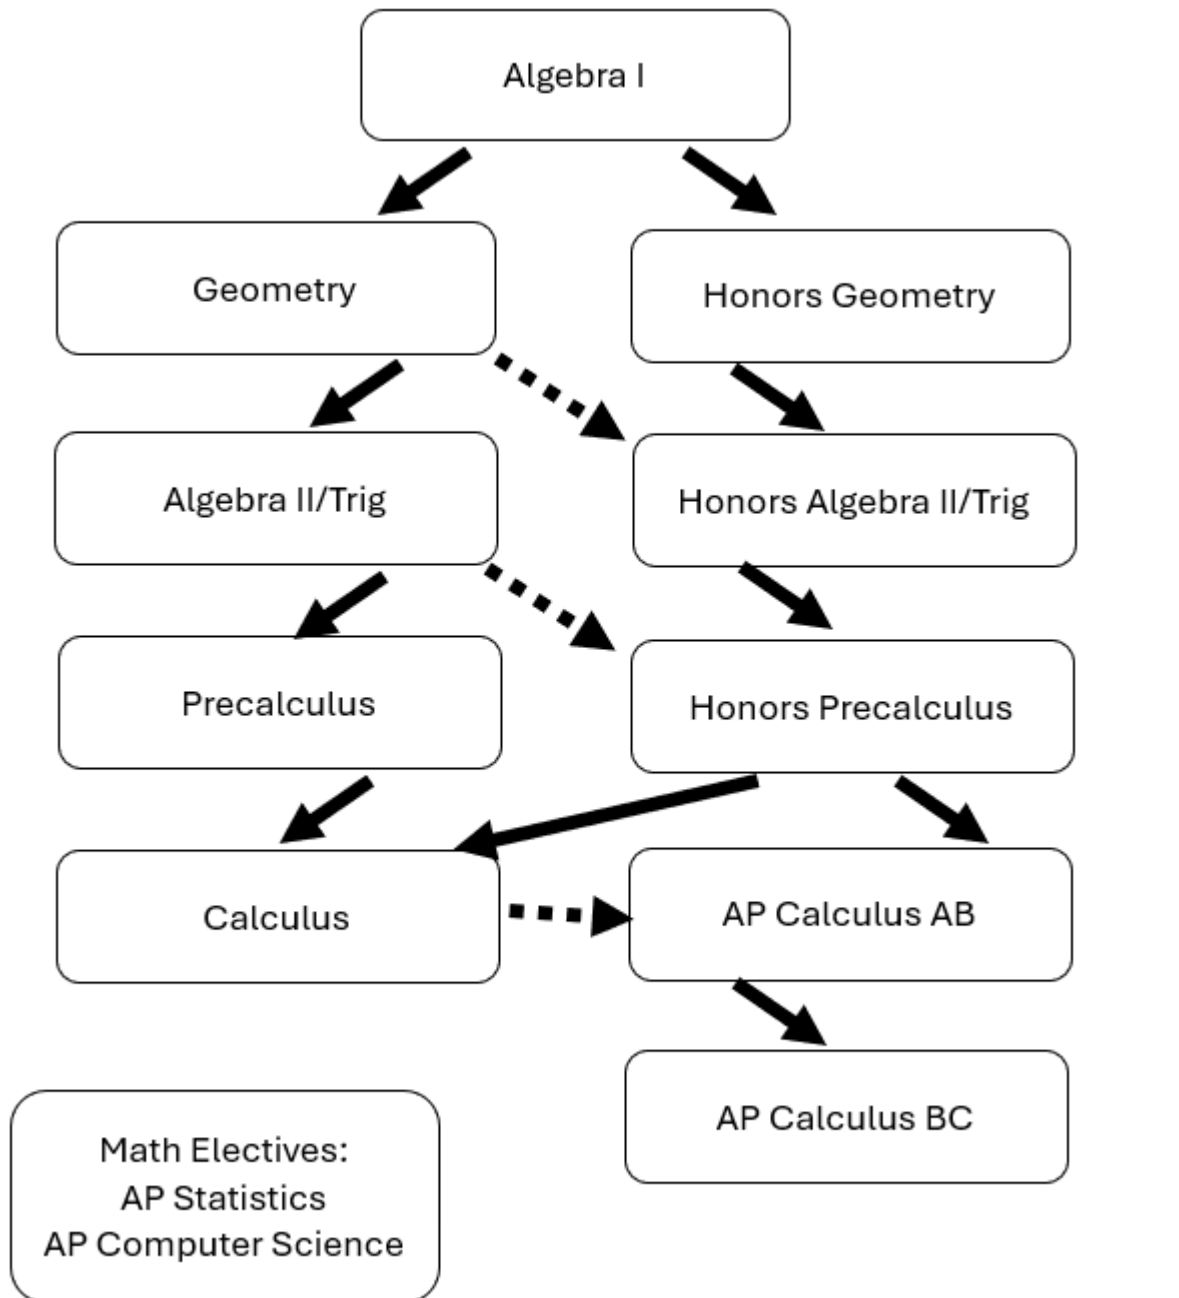 Algebra I
Geometry
Honors Geometry
Algebra II/Trig
Honors Algebra II/Trig
Precalculus
Honors Precalculus
Calculus
AP Calculus AB
AP Calculus BC
Math Electives:
AP Statistics
AP Computer Science